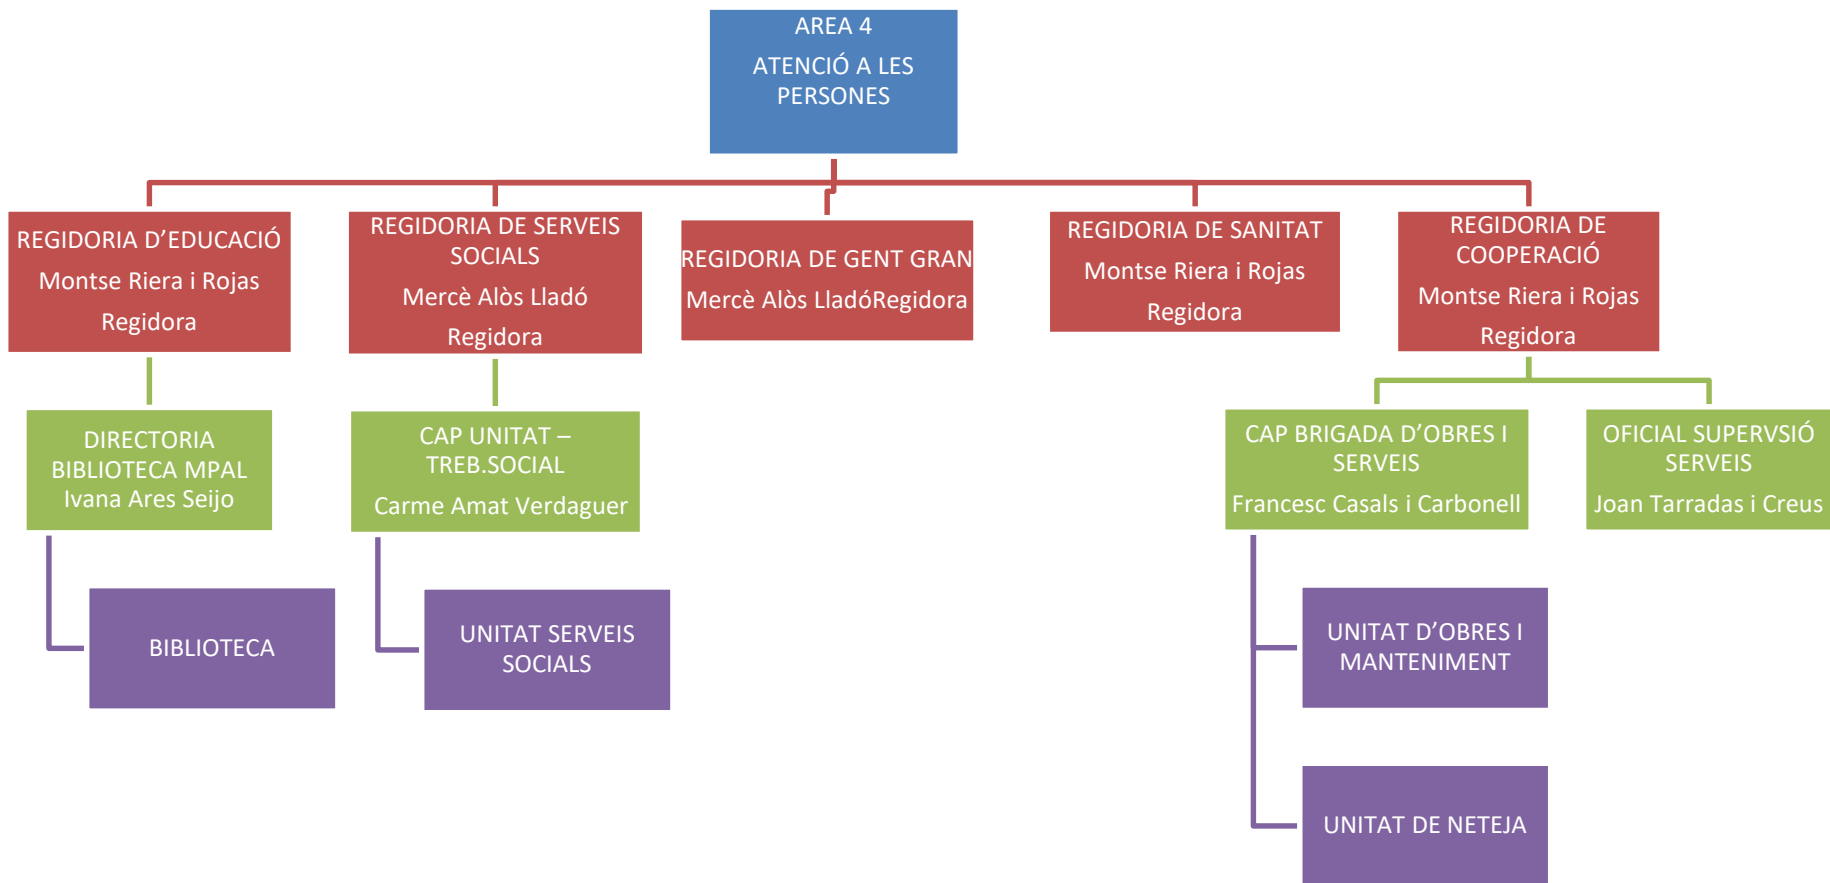 AREA 4
ATENCIÓ A LES
PERSONES
REGIDORIA D’EDUCACIÓ
Montse Riera i Rojas
Regidora
REGIDORIA DE SERVEIS
SOCIALS
Mercè Alòs Lladó
Regidora
REGIDORIA DE GENT GRAN
Mercè Alòs LladóRegidora
REGIDORIA DE SANITAT
Montse Riera i Rojas
Regidora
REGIDORIA DE
COOPERACIÓ
Montse Riera i Rojas
Regidora
DIRECTORIA
BIBLIOTECA MPAL
Ivana Ares Seijo
CAP UNITAT –
TREB.SOCIAL
Carme Amat Verdaguer
CAP BRIGADA D’OBRES I
SERVEIS
Francesc Casals i Carbonell
OFICIAL SUPERVSIÓ
SERVEIS
Joan Tarradas i Creus
BIBLIOTECA
UNITAT SERVEIS
SOCIALS
UNITAT D’OBRES I
MANTENIMENT
UNITAT DE NETEJA